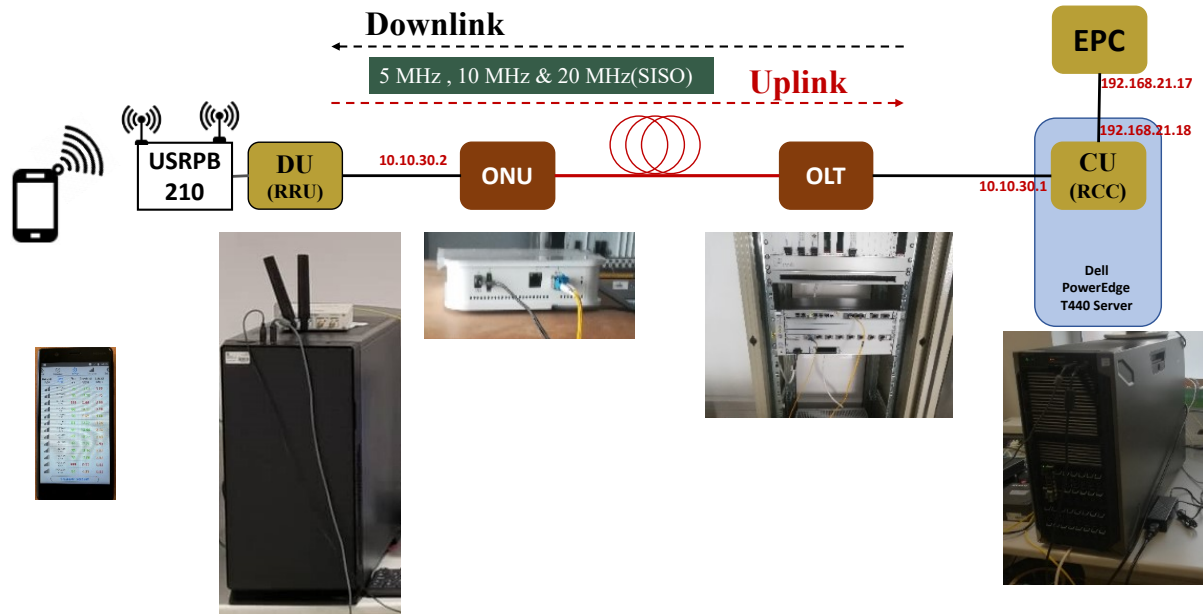 Downlink
EPC
5 MHz , 10 MHz & 20 MHz(SISO)
Uplink
192.168.21.17
192.168.21.18
USRPB
210
DU
(RRU)
10.10.30.2
ONU
OLT
10.10.30.1
CU
(RCC)
Dell
PowerEdge
T440 Server